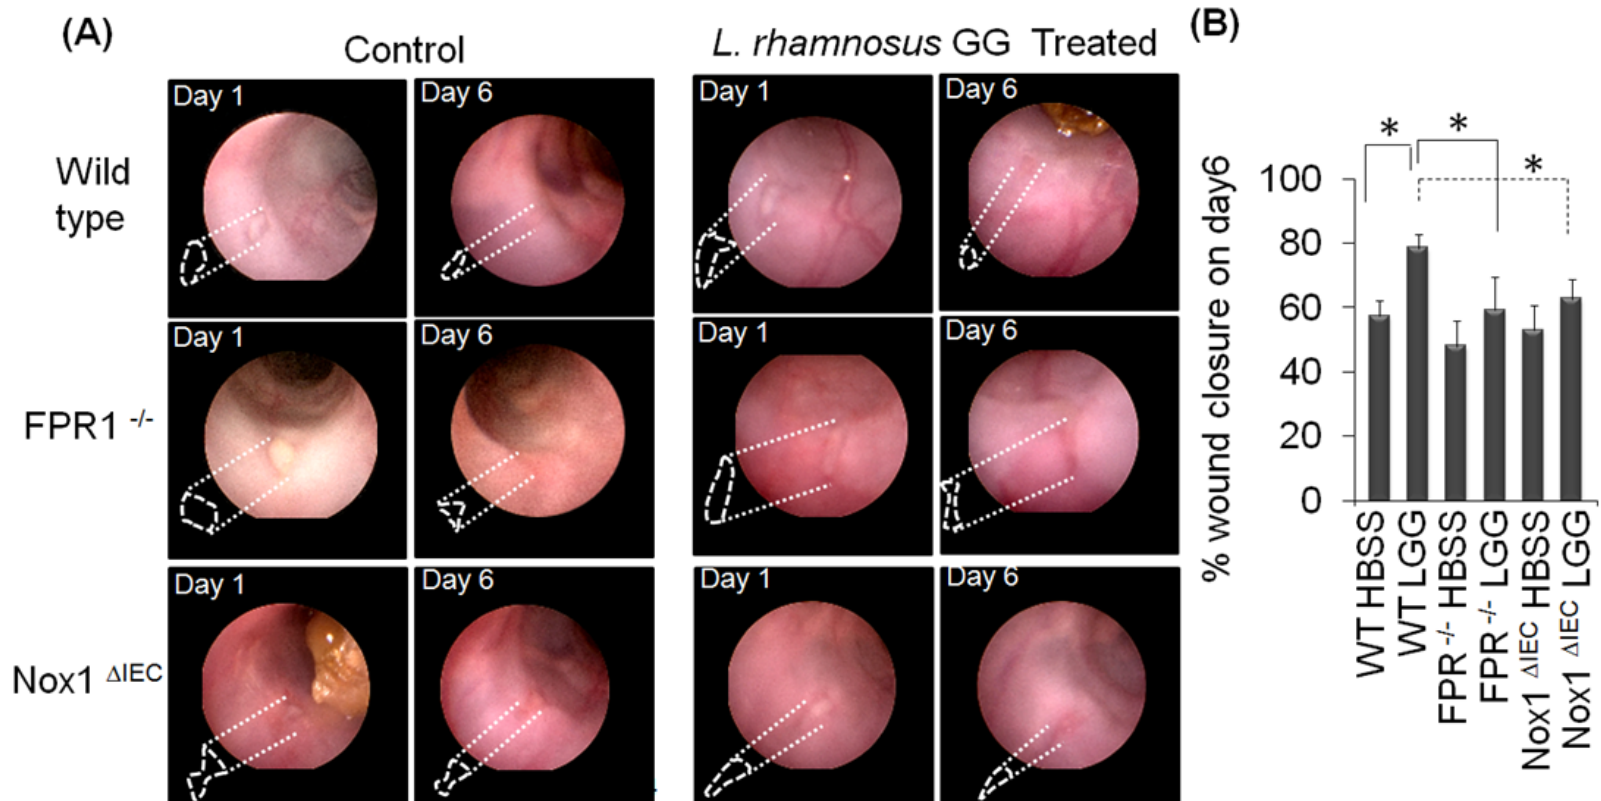 (A)
Control
L. rhamnosus GG Treated
Wild type
Day 1
Day 6
Day 1
Day 6
FPR1 -/-
Day 1
Day 6
Day 1
Day 6
Nox1 ΔIEC
Day 1
Day 6
Day 1
Day 6
(B)
% wound closure on day6
* * *
100
80
60
40
20
0
WT HBSS
WT LGG
FPR -/- HBSS
FPR -/- LGG
Nox1 ΔIEC HBSS
Nox1 ΔIEC LGG